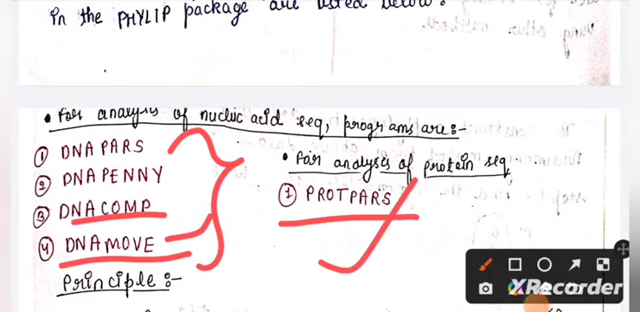 in the PHYLIP package are listed below:
• For analysis of nucleic acid seq, programs are:-
① DNAPARS
② DNAPENNY
③ DNACOMP
④ DNAMOVE
• For analysis of protein seq
① PROTPARS
Principle:-
XRecorder